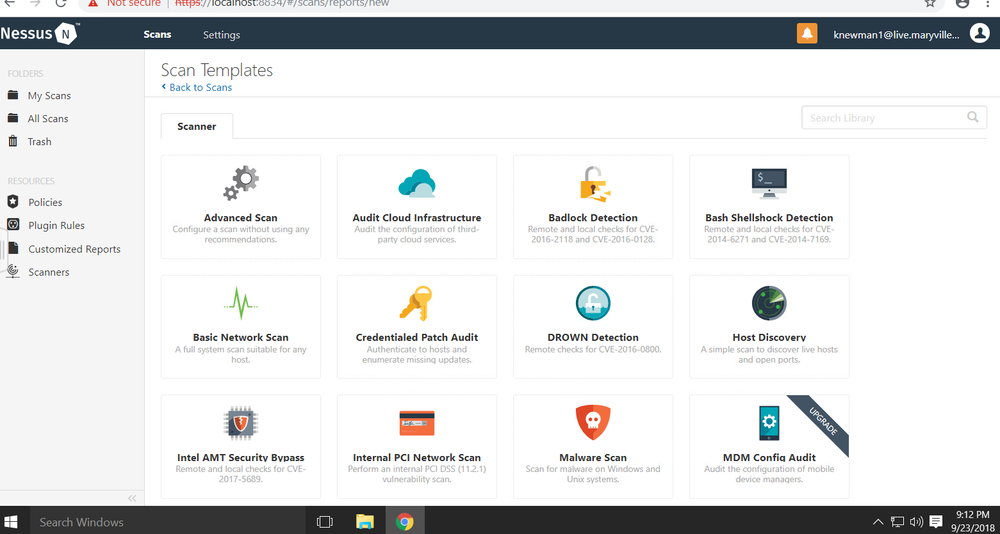 Not secure | https://localhost:8834/#/scans/reports/new
Nessus N ™
Scans
Settings
knewman1@live.maryville...
FOLDERS
My Scans
All Scans
Trash
RESOURCES
Policies
Plugin Rules
Customized Reports
Scanners
Scan Templates
Back to Scans
Scanner
Search Library
Advanced Scan
Configure a scan without using any
recommendations.
Audit Cloud Infrastructure
Audit the configuration of third-
party cloud services.
Badlock Detection
Remote and local checks for CVE-
2016-2118 and CVE-2016-0128.
$_
Bash Shellshock Detection
Remote and local checks for CVE-
2014-6271 and CVE-2014-7169.
Basic Network Scan
A full system scan suitable for any
host.
Credentialed Patch Audit
Authenticate to hosts and
enumerate missing updates.
DROWN Detection
Remote checks for CVE-2016-0800.
Host Discovery
A simple scan to discover live hosts
and open ports.
Intel AMT Security Bypass
Remote and local checks for CVE-
2017-5689.
Internal PCI Network Scan
Perform an internal PCI DSS (11.2.1)
vulnerability scan.
Malware Scan
Scan for malware on Windows and
Unix systems.
UPGRADE
MDM Config Audit
Audit the configuration of mobile
device managers.
Search Windows
9:12 PM
9/23/2018